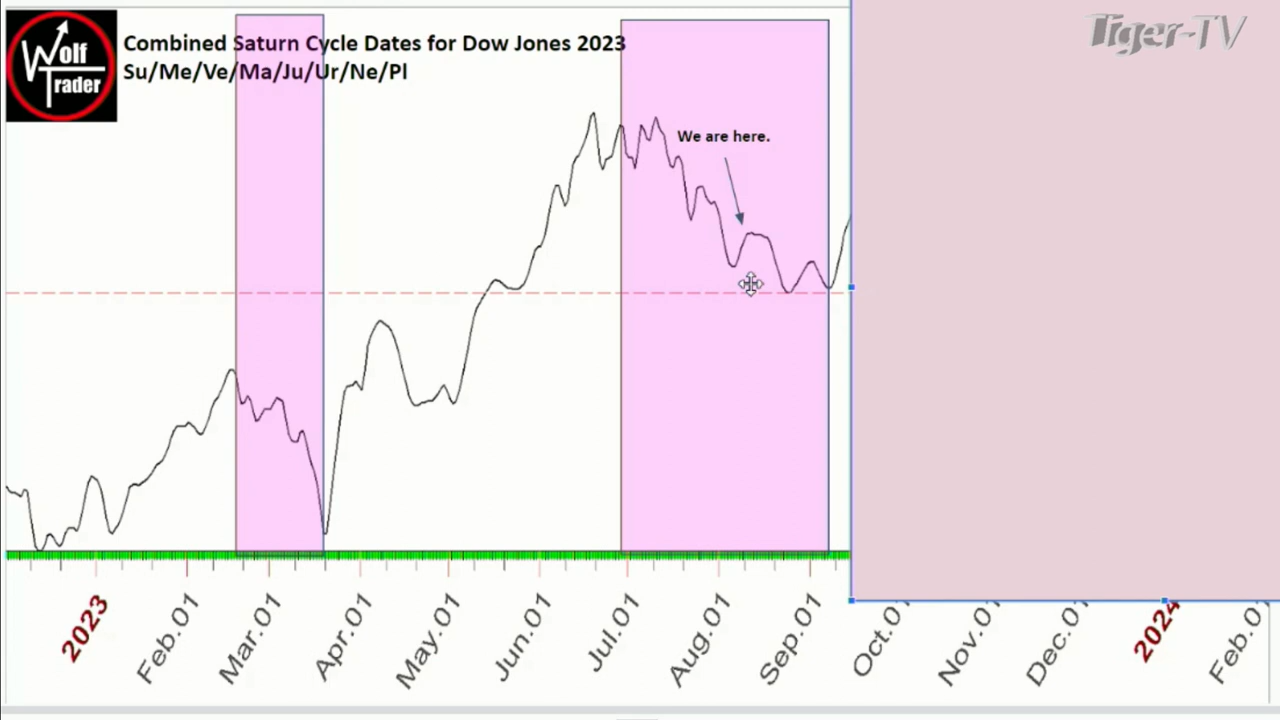 Wolf
Trader
Combined Saturn Cycle Dates for Dow Jones 2023
Su/Me/Ve/Ma/Ju/Ur/Ne/Pl
Tiger-TV
We are here.
2023
Feb.01
Mar.01
Apr.01
May.01
Jun.01
Jul.01
Aug.01
Sep.01
Oct.01
Nov.01
Dec.01
2024
Feb.0